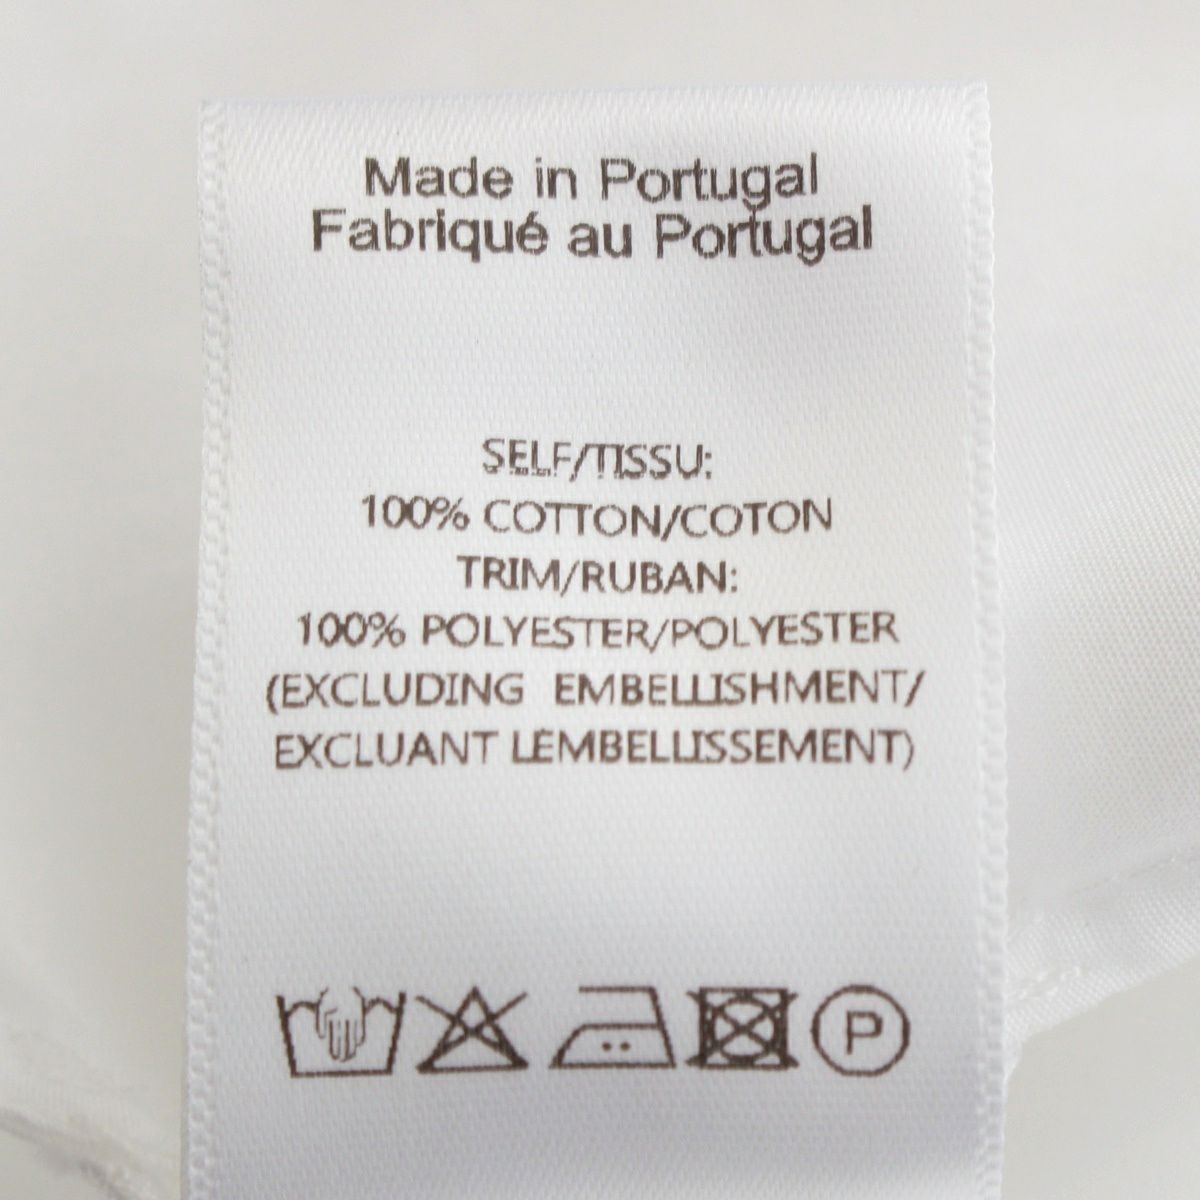 Made in Portugal
Fabriqué au Portugal
SELF/TISSU:
100% COTTON/COTON
TRIM/RUBAN:
100% POLYESTER/POLYESTER
(EXCLUDING EMBELLISHMENT/
EXCLUANT LEMBELLISSEMENT)
P